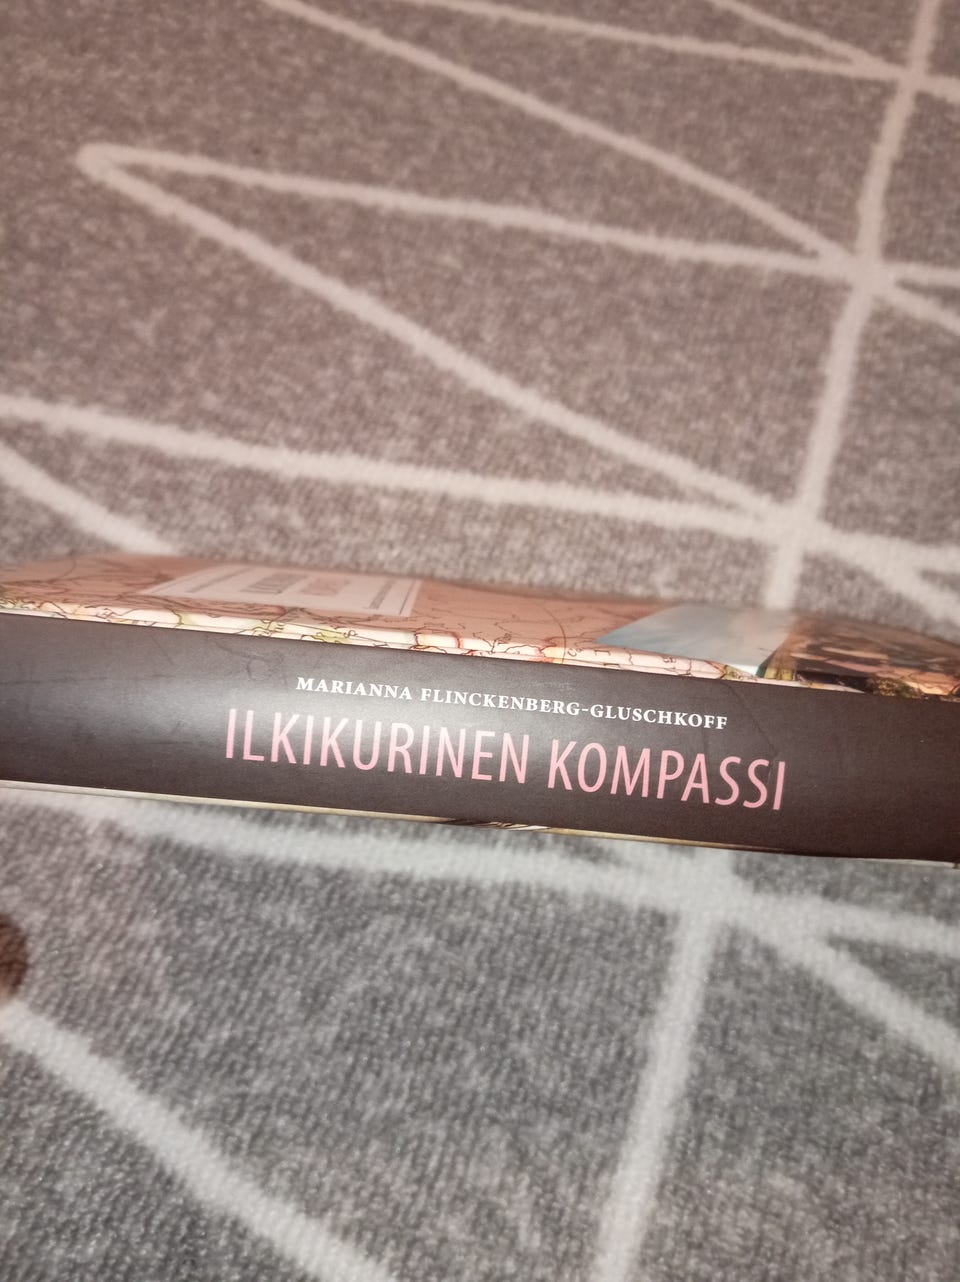 MARIANNA FLINCKENBERG-GLUSCHKOFF
ILKIKURINEN KOMPASSI